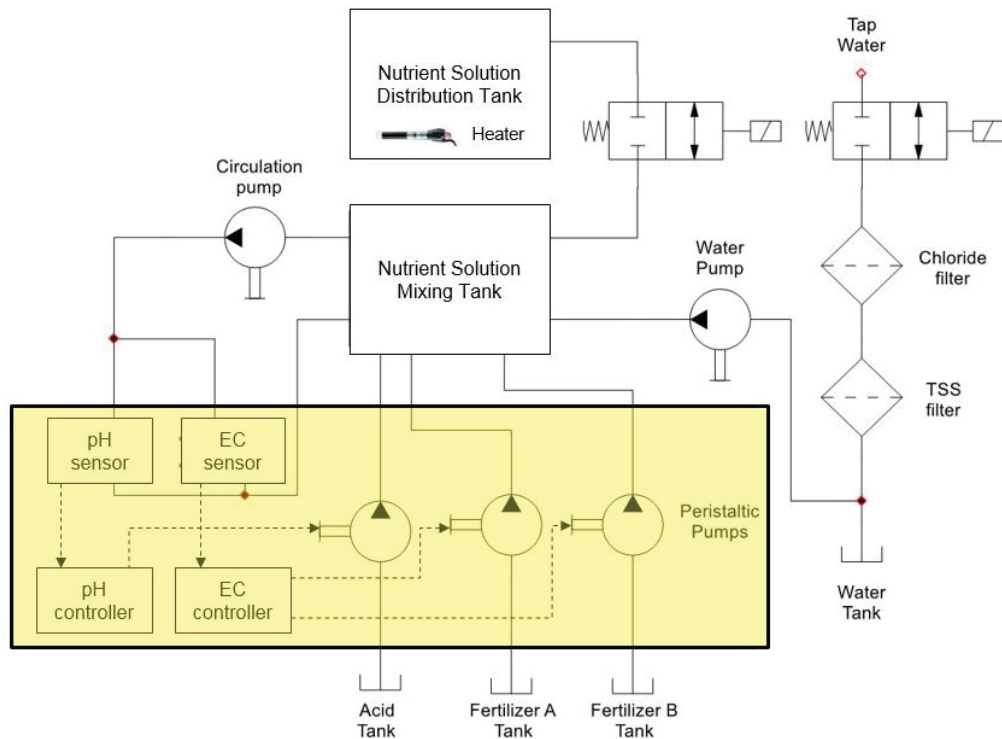 Nutrient Solution
Distribution Tank
Heater
Tap
Water
Circulation
pump
Nutrient Solution
Mixing Tank
Water
Pump
Chloride
filter
TSS
filter
pH
sensor
EC
sensor
Peristaltic
Pumps
pH
controller
EC
controller
Water
Tank
Acid
Tank
Fertilizer A
Tank
Fertilizer B
Tank